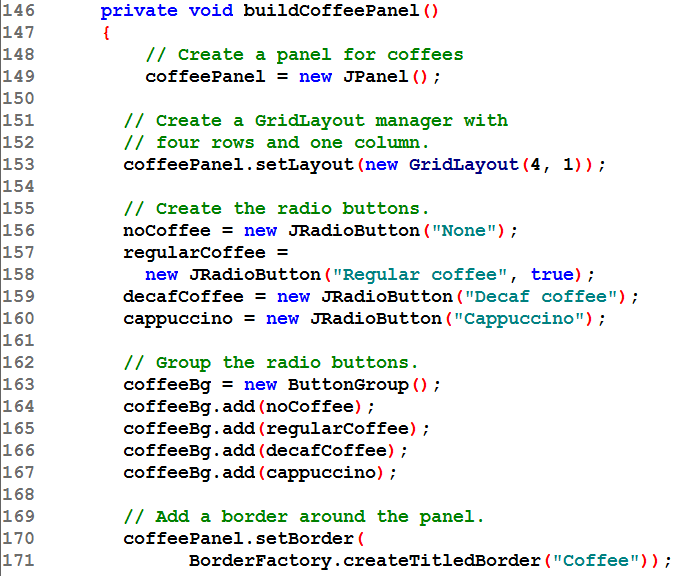 146      private void buildCoffeePanel()
147      {
148          // Create a panel for coffees
149          coffeePanel = new JPanel();
150
151        // Create a GridLayout manager with
152        // four rows and one column.
153        coffeePanel.setLayout(new GridLayout(4, 1));
154
155        // Create the radio buttons.
156        noCoffee = new JRadioButton("None");
157        regularCoffee =
158          new JRadioButton("Regular coffee", true);
159        decafCoffee = new JRadioButton("Decaf coffee");
160        cappuccino = new JRadioButton("Cappuccino");
161
162        // Group the radio buttons.
163        coffeeBg = new ButtonGroup();
164        coffeeBg.add(noCoffee);
165        coffeeBg.add(regularCoffee);
166        coffeeBg.add(decafCoffee);
167        coffeeBg.add(cappuccino);
168
169        // Add a border around the panel.
170        coffeePanel.setBorder(
171              BorderFactory.createTitledBorder("Coffee"));